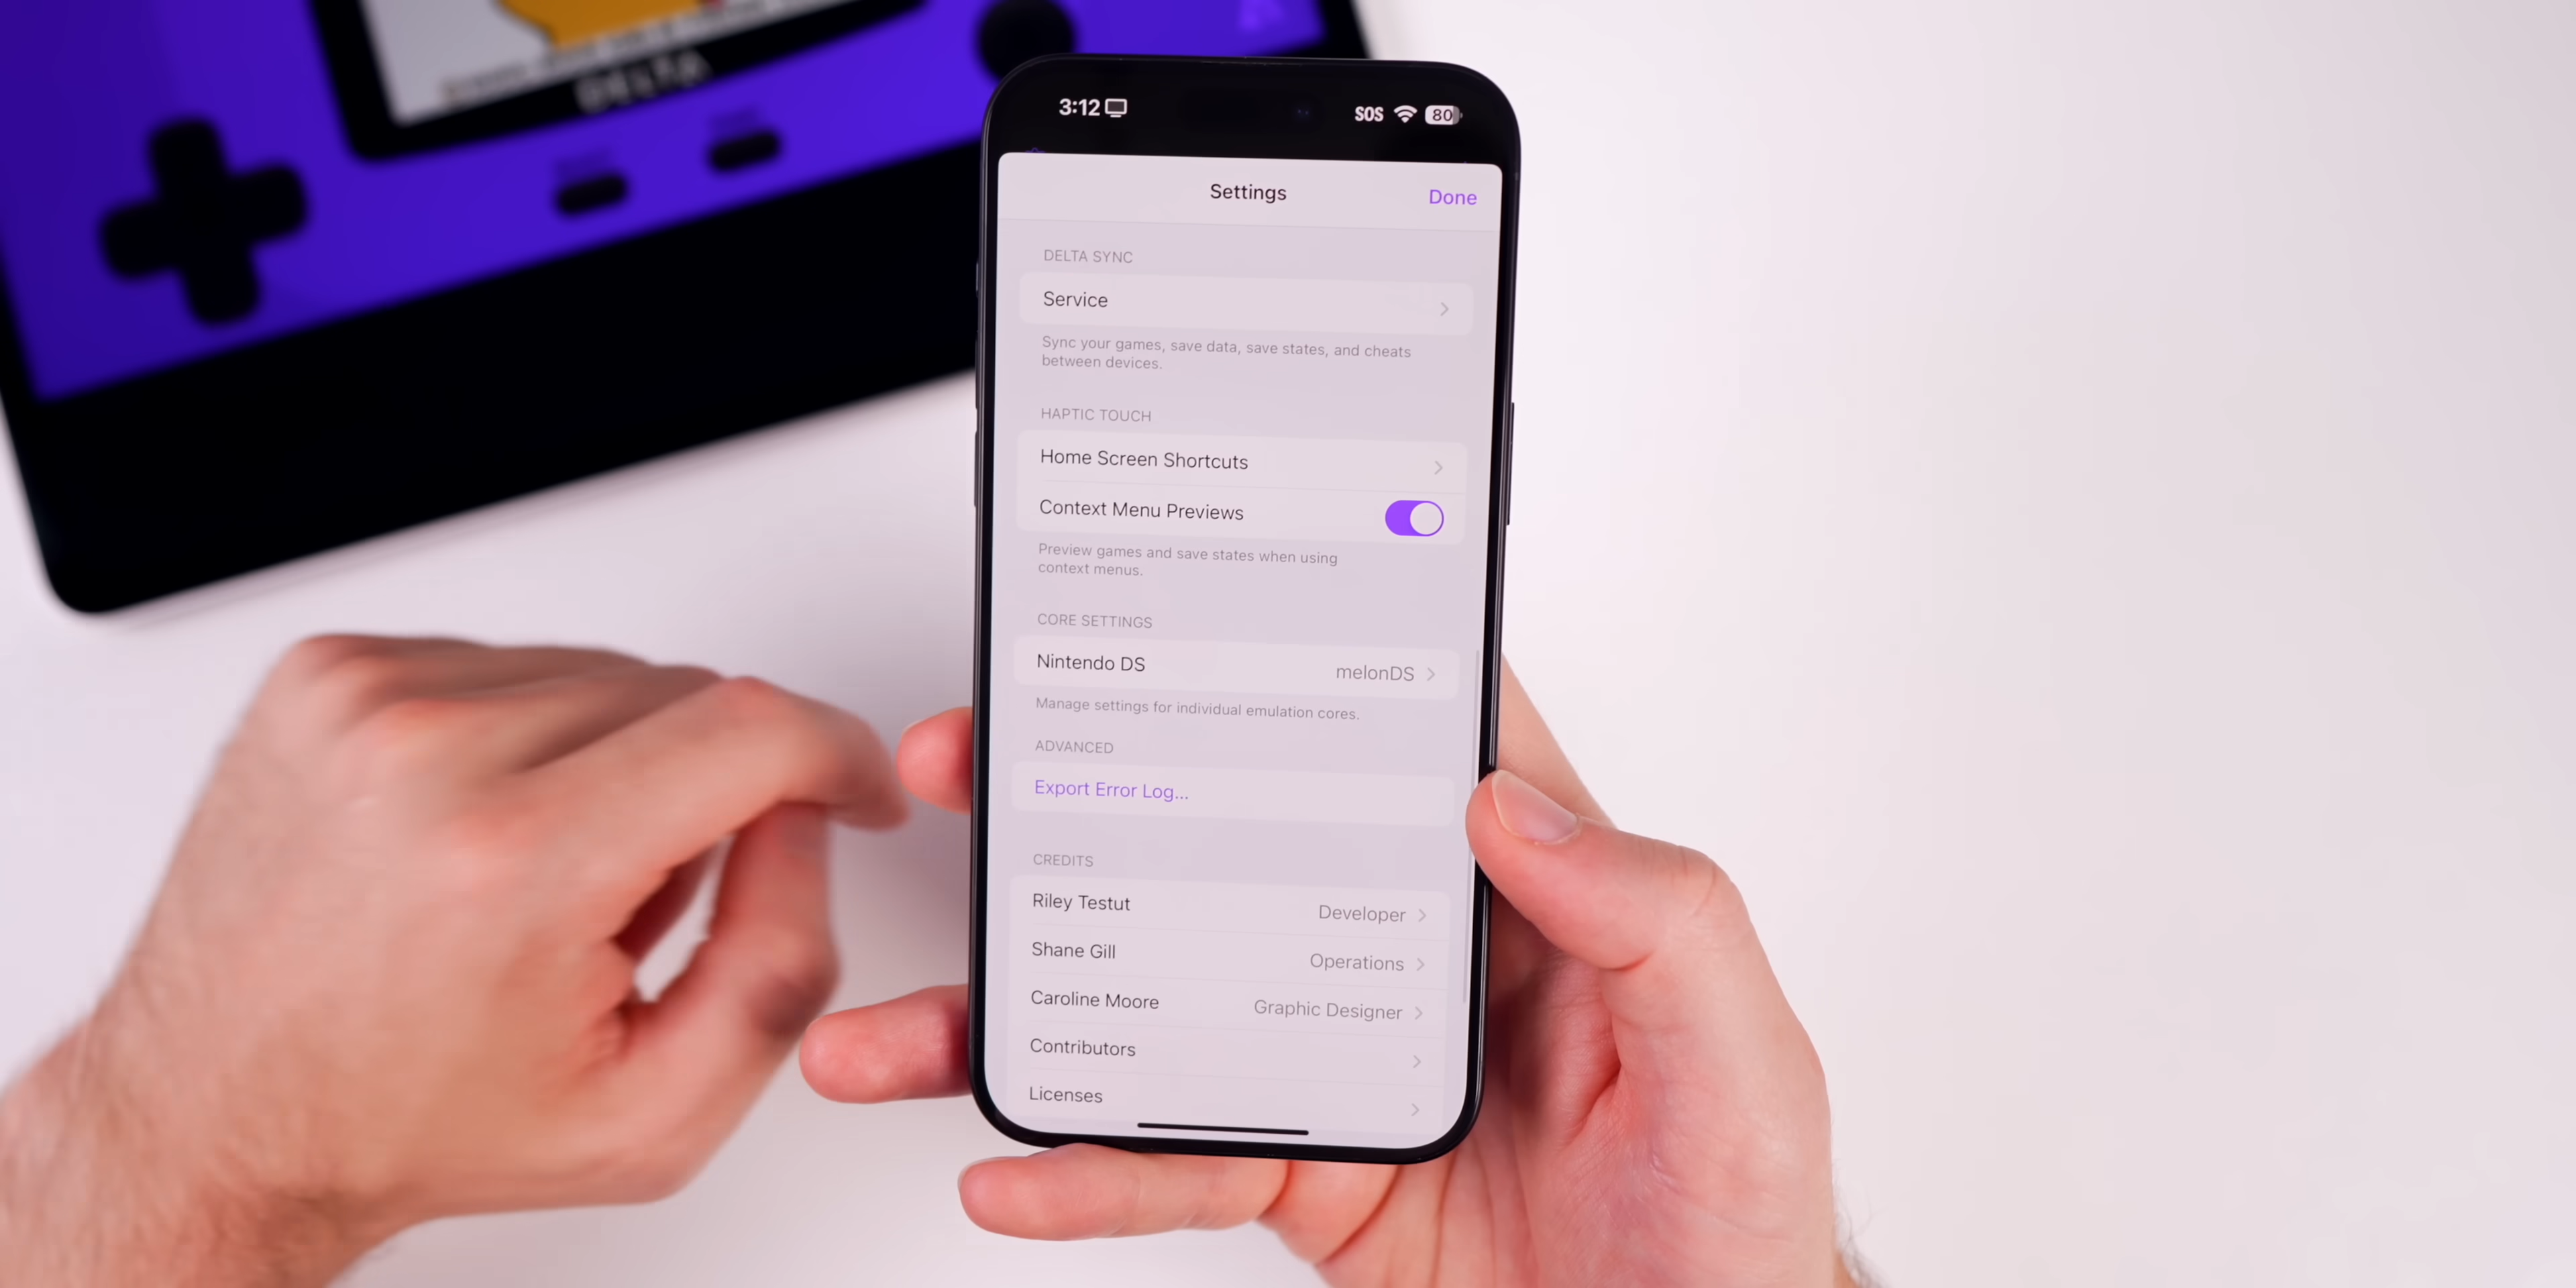 DELTA
3:12 SOS 80
Settings Done
DELTA SYNC
Service
Sync your games, save data, save states, and cheats
between devices.
HAPTIC TOUCH
Home Screen Shortcuts
Context Menu Previews
Preview games and save states when using
context menus.
CORE SETTINGS
Nintendo DS melonDS
Manage settings for individual emulation cores.
ADVANCED
Export Error Log...
CREDITS
Riley Testut Developer
Shane Gill Operations
Caroline Moore Graphic Designer
Contributors
Licenses